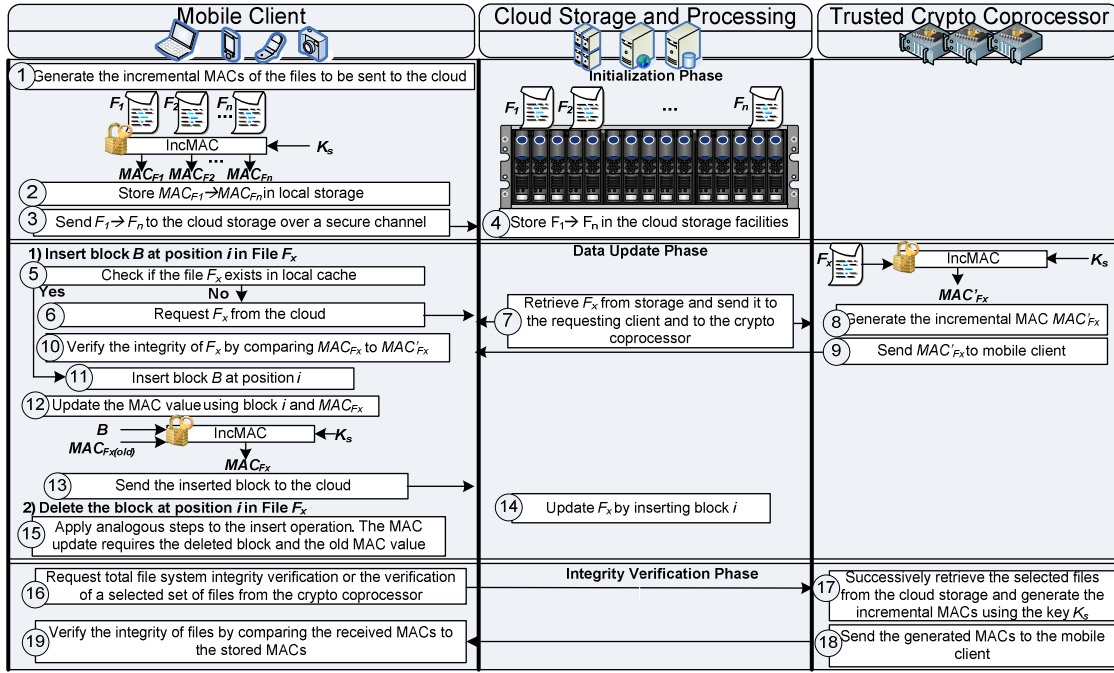 Mobile Client
Cloud Storage and Processing
Trusted Crypto Coprocessor
1 Generate the incremental MACs of the files to be sent to the cloud
F1 F2 ... Fn
IncMAC
Ks
...
MACF1 MACF2 MACFn
2 Store MACF1→MACFn in local storage
3 Send F1→ Fn to the cloud storage over a secure channel
Initialization Phase
F1 F2 ... Fn
4 Store F1→ Fn in the cloud storage facilities
1) Insert block B at position i in File Fx
5 Check if the file Fx exists in local cache
Yes
No
6 Request Fx from the cloud
10 Verify the integrity of Fx by comparing MACFx to MAC'Fx
11 Insert block B at position i
12 Update the MAC value using block i and MACFx
B
MACFx(old)
IncMAC
Ks
MACFx
13 Send the inserted block to the cloud
2) Delete the block at position i in File Fx
15 Apply analogous steps to the insert operation. The MAC
update requires the deleted block and the old MAC value
Data Update Phase
7 Retrieve Fx from storage and send it to
the requesting client and to the crypto
coprocessor
14 Update Fx by inserting block i
Fx
IncMAC
Ks
MAC'Fx
8 Generate the incremental MAC MAC'Fx
9 Send MAC'Fx to mobile client
16 Request total file system integrity verification or the verification
of a selected set of files from the crypto coprocessor
Integrity Verification Phase
17 Successively retrieve the selected files
from the cloud storage and generate the
incremental MACs using the key Ks
18 Send the generated MACs to the mobile
client
19 Verify the integrity of files by comparing the received MACs to
the stored MACs